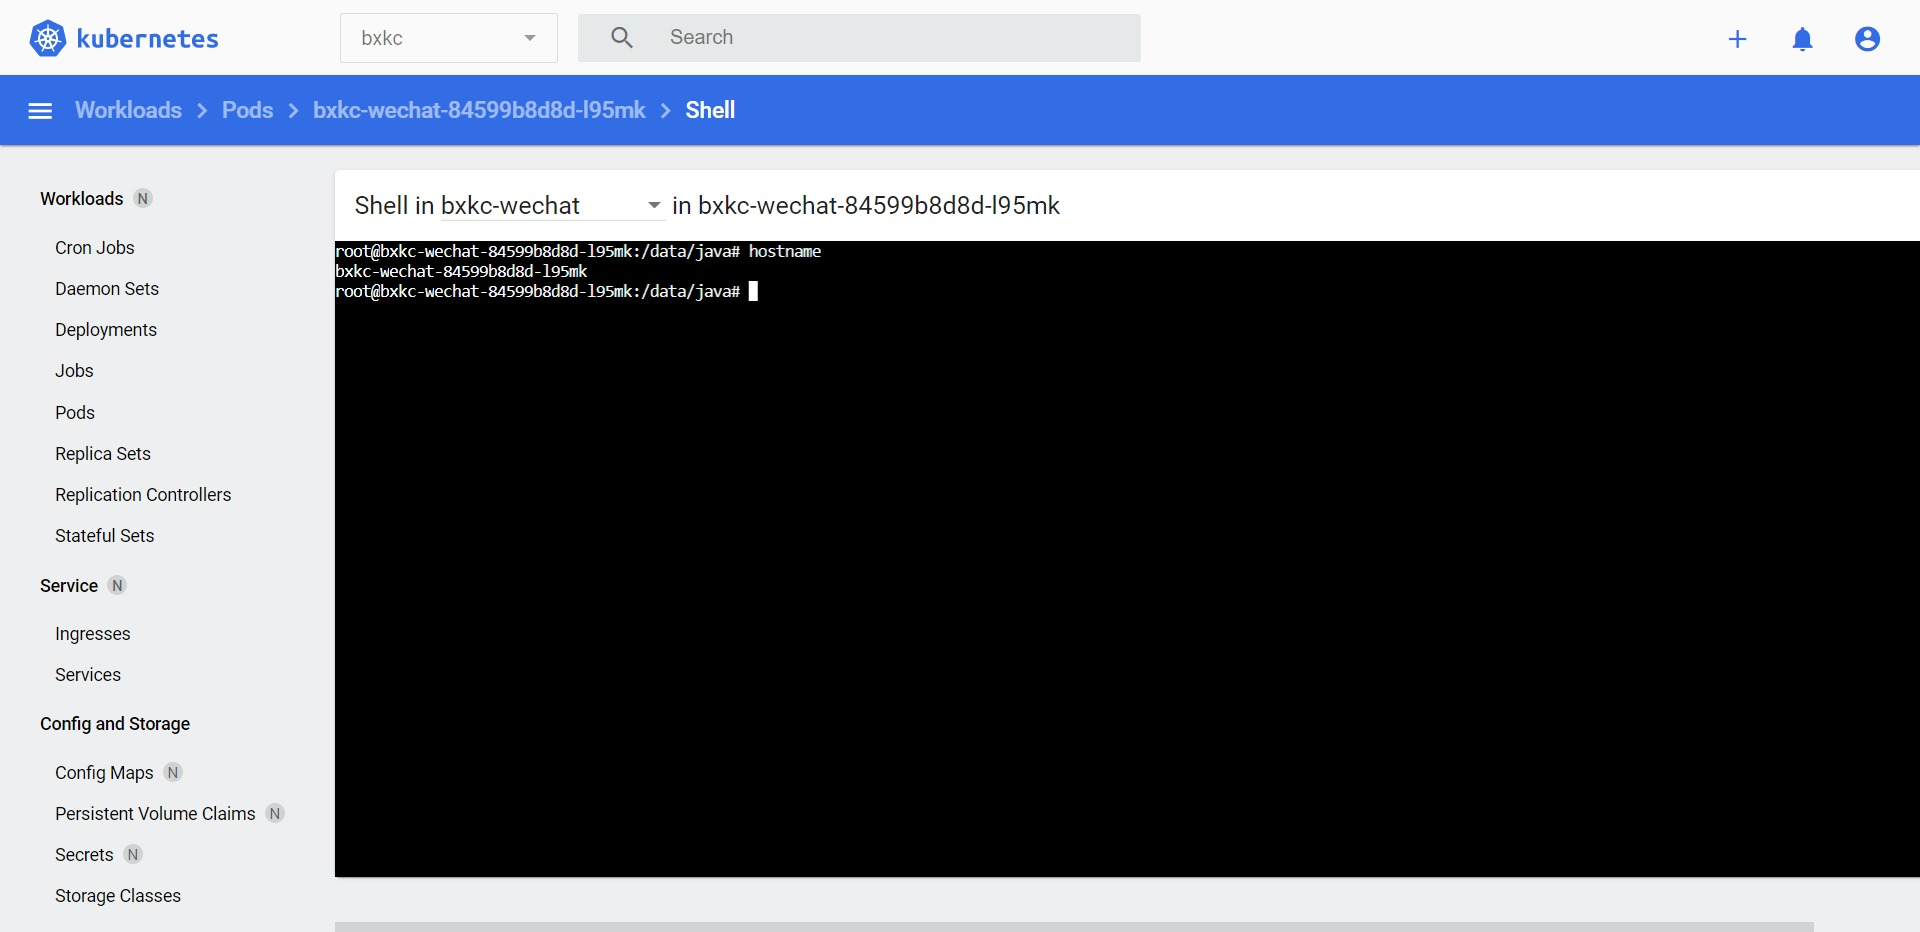 kubernetes
bxkc
Search
Workloads > Pods > bxkc-wechat-84599b8d8d-l95mk > Shell
Workloads N
Cron Jobs
Daemon Sets
Deployments
Jobs
Pods
Replica Sets
Replication Controllers
Stateful Sets
Service N
Ingresses
Services
Config and Storage
Config Maps N
Persistent Volume Claims N
Secrets N
Storage Classes
Shell in bxkc-wechat in bxkc-wechat-84599b8d8d-l95mk
root@bxkc-wechat-84599b8d8d-l95mk:/data/java# hostname
bxkc-wechat-84599b8d8d-l95mk
root@bxkc-wechat-84599b8d8d-l95mk:/data/java#